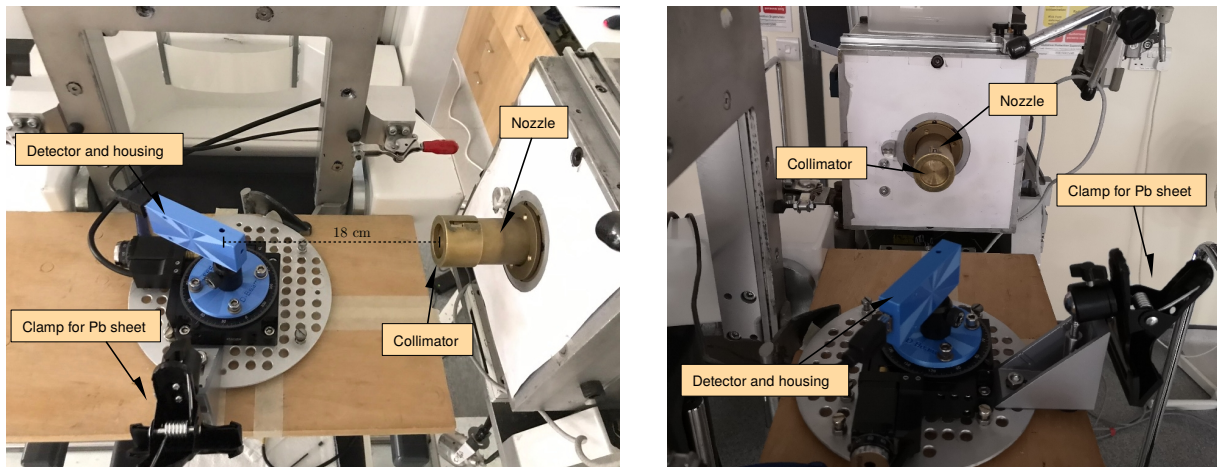 Nozzle
Detector and housing
18 cm
Clamp for Pb sheet
Collimator
Nozzle
Collimator
Clamp for Pb sheet
Detector and housing